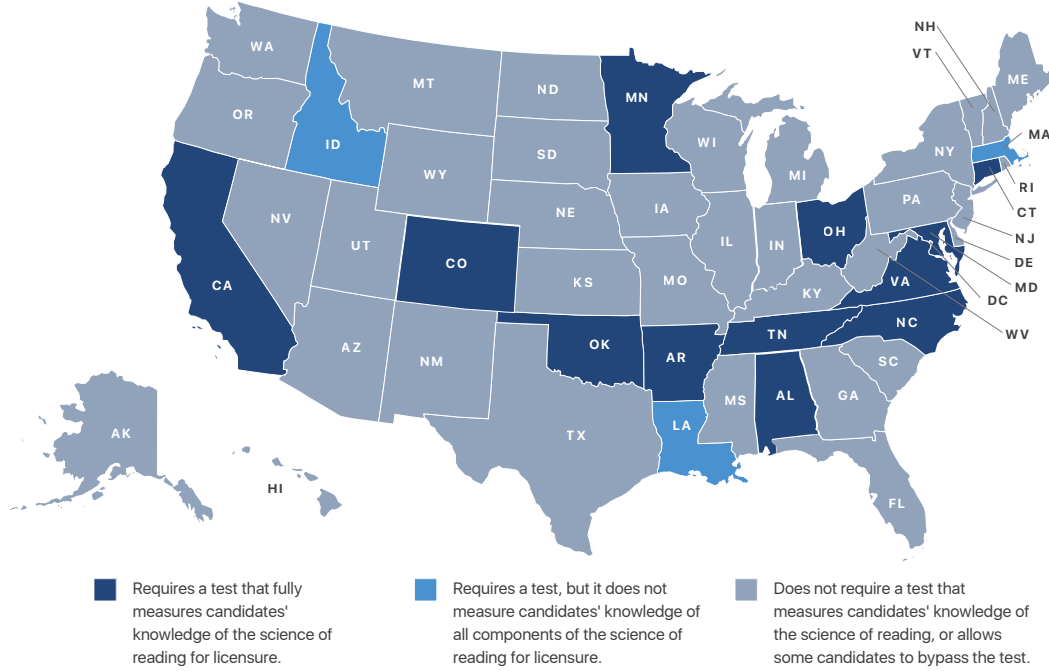 NH
VT
WA
ME
MT
ND
MN
OR
MA
ID
WI
NY
SD
MI
WY
RI
PA
IA
NE
CT
NV
OH
NJ
UT
IL
IN
CO
DE
CA
VA
KS
MO
MD
KY
DC
NC
TN
WV
OK
AZ
AR
NM
SC
MS
AL
GA
LA
AK
TX
HI
FL
Requires a test that fully
measures candidates'
knowledge of the science of
reading for licensure.
Requires a test, but it does not
measure candidates' knowledge of
all components of the science of
reading for licensure.
Does not require a test that
measures candidates' knowledge of
the science of reading, or allows
some candidates to bypass the test.